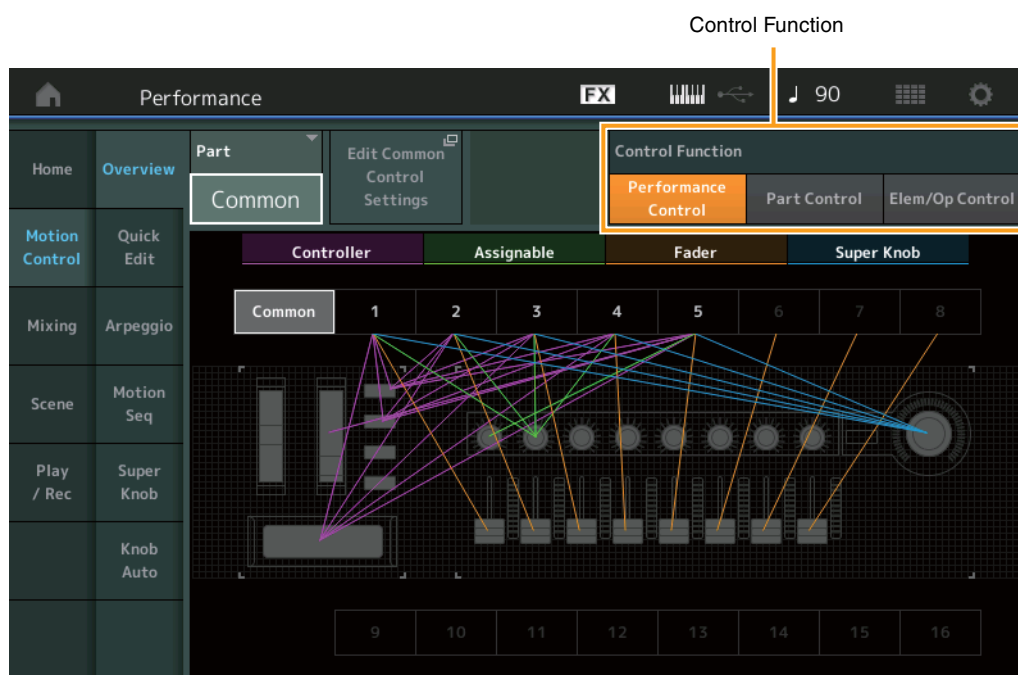 Control Function
Performance
FX
90
Part
Common
Edit Common
Control
Settings
Control Function
Performance
Control
Part Control
Elem/Op Control
Home
Overview
Motion
Control
Quick
Edit
Mixing
Arpeggio
Scene
Motion
Seq
Play
/ Rec
Super
Knob
Knob
Auto
Controller
Assignable
Fader
Super Knob
Common 1 2 3 4 5 6 7 8
9 10 11 12 13 14 15 16